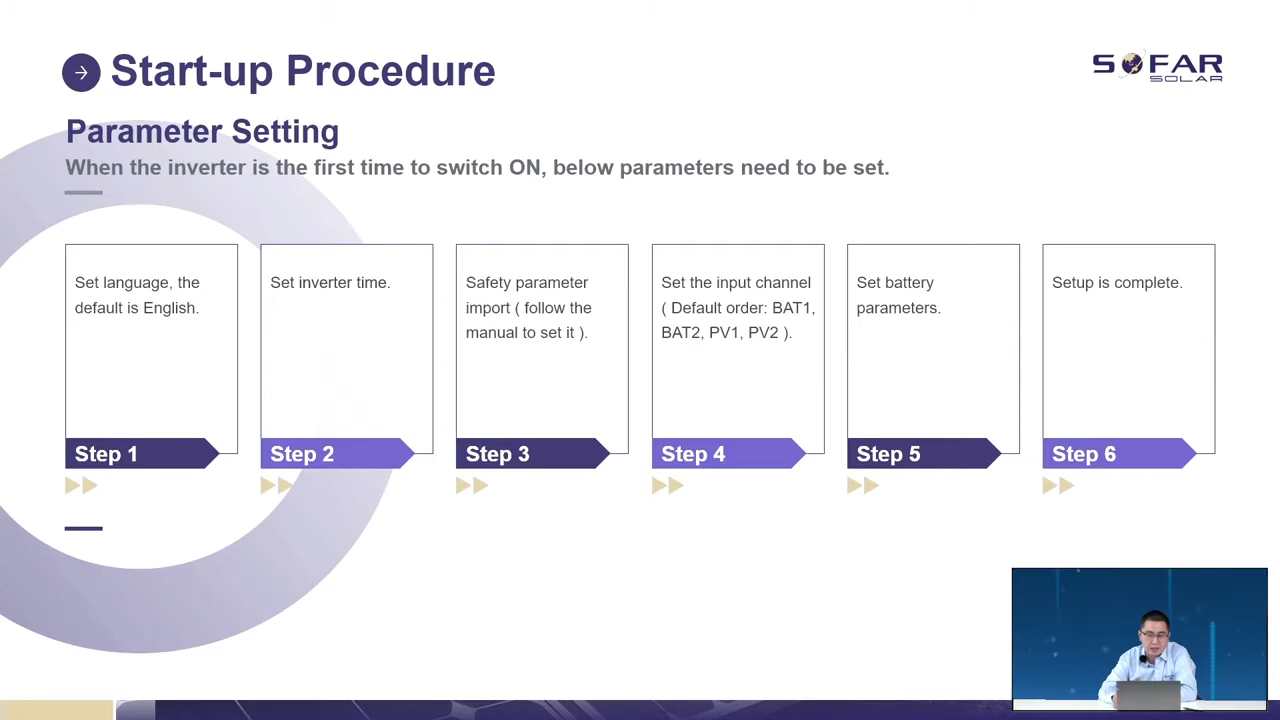 Start-up Procedure
SOFAR
SOLAR
Parameter Setting
When the inverter is the first time to switch ON, below parameters need to be set.
Set language, the
default is English.
Step 1
Set inverter time.
Step 2
Safety parameter
import ( follow the
manual to set it ).
Step 3
Set the input channel
( Default order: BAT1,
BAT2, PV1, PV2 ).
Step 4
Set battery
parameters.
Step 5
Setup is complete.
Step 6